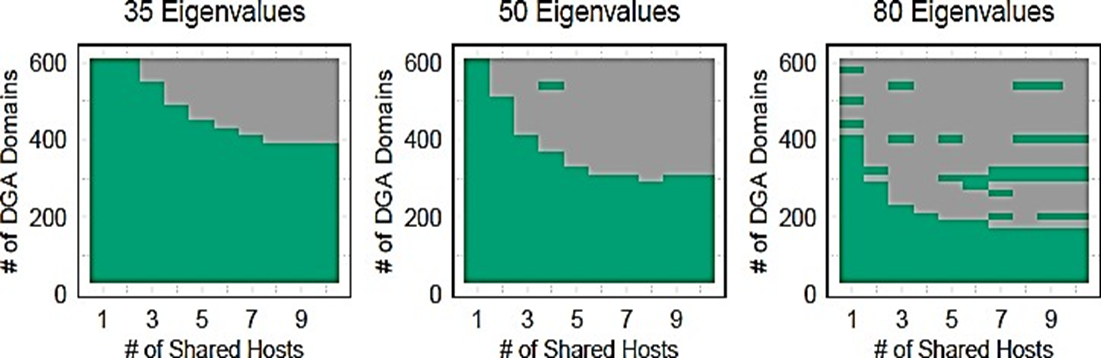 35 Eigenvalues
# of DGA Domains
600
400
200
0
1 3 5 7 9
# of Shared Hosts
50 Eigenvalues
# of DGA Domains
600
400
200
0
1 3 5 7 9
# of Shared Hosts
80 Eigenvalues
# of DGA Domains
600
400
200
0
1 3 5 7 9
# of Shared Hosts